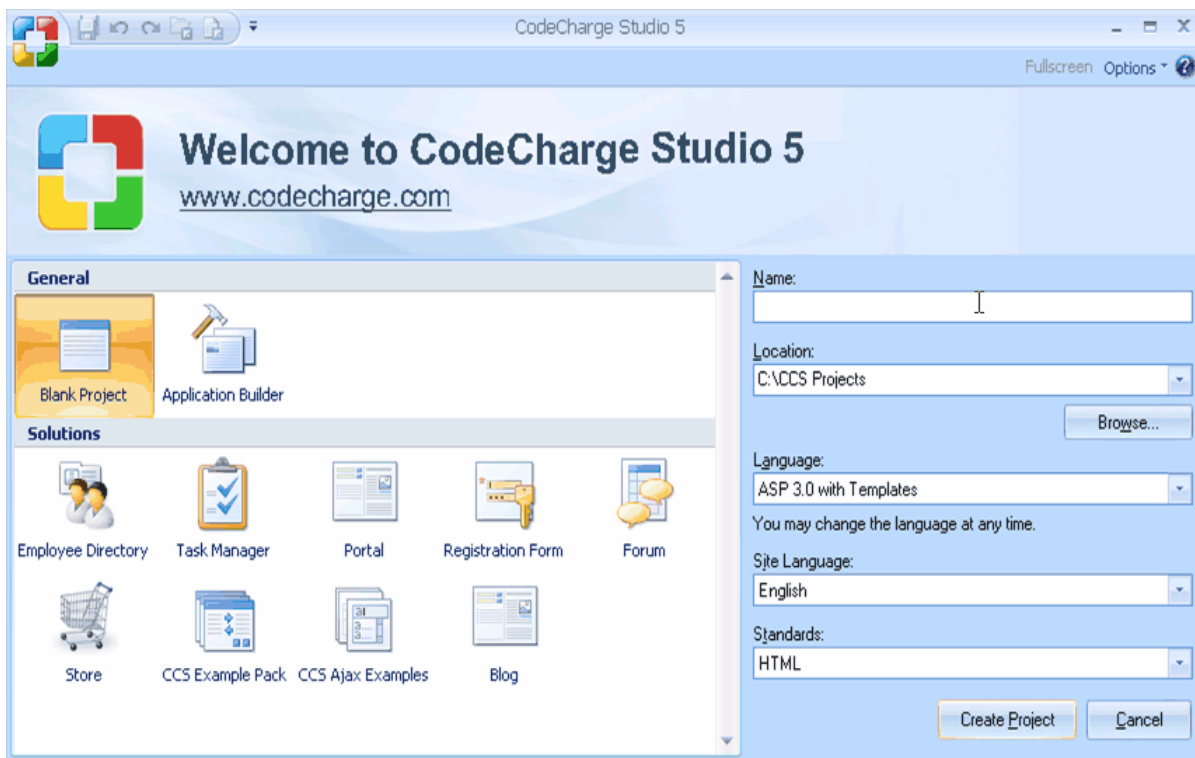 CodeCharge Studio 5
Fullscreen Options
Welcome to CodeCharge Studio 5
www.codecharge.com
General
Blank Project
Application Builder
Solutions
Employee Directory
Task Manager
Portal
Registration Form
Forum
Store
CCS Example Pack
CCS Ajax Examples
Blog
Name:
Location:
C:\CCS Projects
Browse...
Language:
ASP 3.0 with Templates
You may change the language at any time.
Site Language:
English
Standards:
HTML
Create Project
Cancel